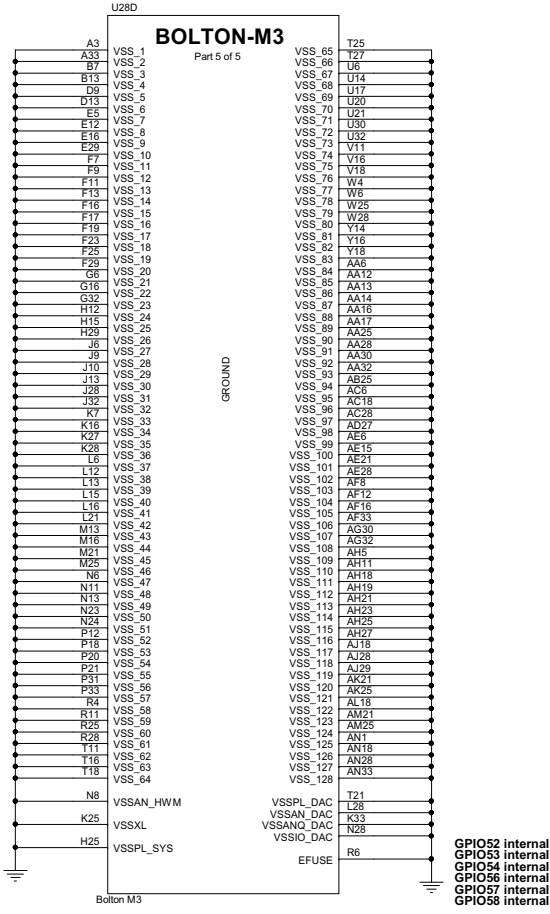 U28D
BOLTON-M3
Part 5 of 5
A3 VSS_1 VSS_65 T25
A33 VSS_2 VSS_66 T27
B7 VSS_3 VSS_67 U6
B13 VSS_4 VSS_68 U14
D9 VSS_5 VSS_69 U17
D13 VSS_6 VSS_70 U20
E5 VSS_7 VSS_71 U21
E12 VSS_8 VSS_72 U30
E16 VSS_9 VSS_73 U32
E29 VSS_10 VSS_74 V11
F7 VSS_11 VSS_75 V16
F9 VSS_12 VSS_76 V18
F11 VSS_13 VSS_77 W4
F13 VSS_14 VSS_78 W6
F16 VSS_15 VSS_79 W25
F17 VSS_16 VSS_80 W28
F19 VSS_17 VSS_81 Y14
F23 VSS_18 VSS_82 Y16
F25 VSS_19 VSS_83 Y18
F29 VSS_20 VSS_84 AA6
G6 VSS_21 VSS_85 AA12
G16 VSS_22 VSS_86 AA13
G32 VSS_23 VSS_87 AA14
H12 VSS_24 VSS_88 AA16
H15 VSS_25 VSS_89 AA17
H29 VSS_26 VSS_90 AA25
J6 VSS_27 VSS_91 AA28
J9 VSS_28 VSS_92 AA30
J10 VSS_29 VSS_93 AA32
J13 VSS_30 VSS_94 AB25
J28 VSS_31 VSS_95 AC6
J32 VSS_32 VSS_96 AC18
K7 VSS_33 VSS_97 AC28
K16 VSS_34 VSS_98 AD27
K27 VSS_35 VSS_99 AE6
K28 VSS_36 VSS_100 AE15
L6 VSS_37 VSS_101 AE21
L12 VSS_38 VSS_102 AE28
L13 VSS_39 VSS_103 AF8
L15 VSS_40 VSS_104 AF12
L16 VSS_41 VSS_105 AF16
L21 VSS_42 VSS_106 AF33
M13 VSS_43 VSS_107 AG30
M16 VSS_44 VSS_108 AG32
M21 VSS_45 VSS_109 AH5
M25 VSS_46 VSS_110 AH11
N6 VSS_47 VSS_111 AH18
N11 VSS_48 VSS_112 AH19
N13 VSS_49 VSS_113 AH21
N23 VSS_50 VSS_114 AH23
N24 VSS_51 VSS_115 AH25
P12 VSS_52 VSS_116 AH27
P18 VSS_53 VSS_117 AJ18
P20 VSS_54 VSS_118 AJ28
P21 VSS_55 VSS_119 AJ29
P31 VSS_56 VSS_120 AK21
P33 VSS_57 VSS_121 AK25
R4 VSS_58 VSS_122 AL18
R11 VSS_59 VSS_123 AM21
R25 VSS_60 VSS_124 AM25
R28 VSS_61 VSS_125 AN1
T11 VSS_62 VSS_126 AN18
T16 VSS_63 VSS_127 AN28
T18 VSS_64 VSS_128 AN33
GROUND
N8 VSSAN_HWM VSSPL_DAC T21
VSSAN_DAC L28
K25 VSSXL VSSANQ_DAC K33
VSSIO_DAC N28
H25 VSSPL_SYS
EFUSE R6
Bolton M3
GPIO52 internal
GPIO53 internal
GPIO54 internal
GPIO56 internal
GPIO57 internal
GPIO58 internal